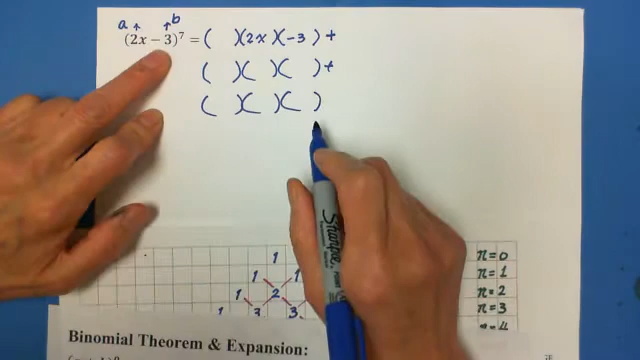 a b
(2x − 3)⁷ = ( )(2x)(-3) +
( )( )( ) +
( )( )( )
Sharpie
1 n=0
1 1 n=1
1 2 n=2
1 3 3 n=3
n=4
Binomial Theorem & Expansion: